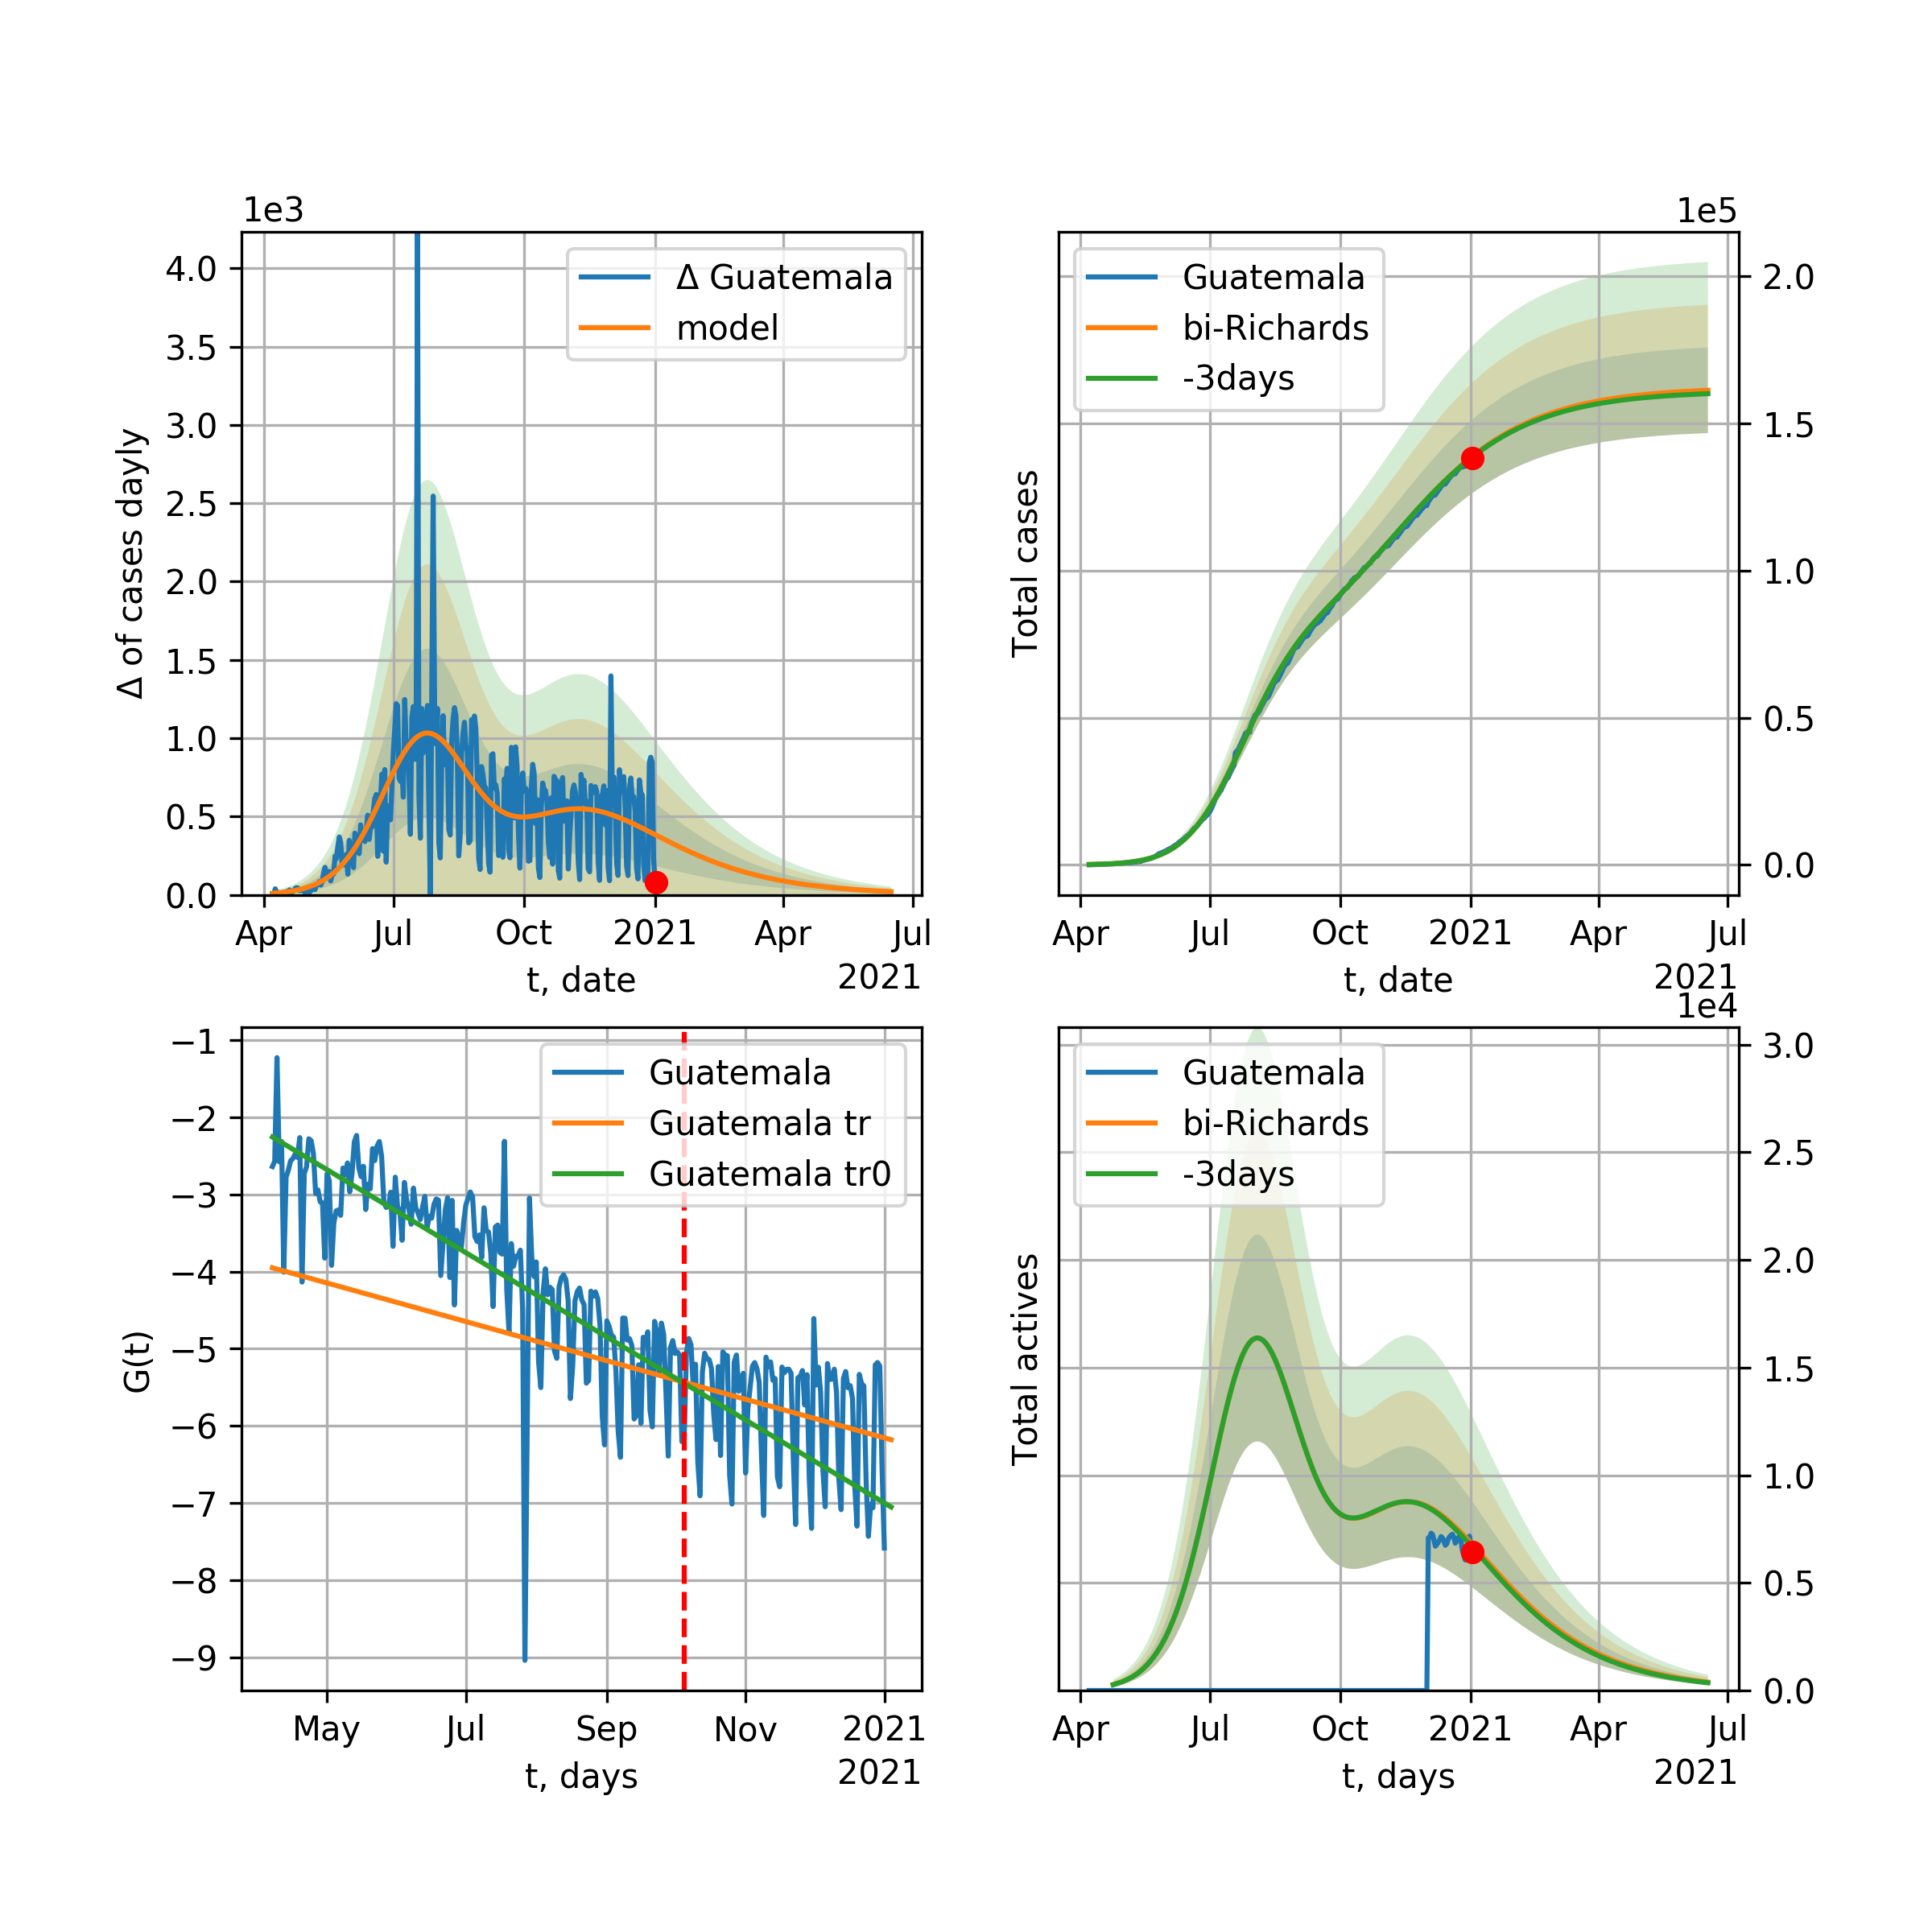 1e3
4.0
3.5
3.0
2.5
2.0
1.5
1.0
0.5
0.0
Δ of cases dayly
Δ Guatemala
model
Apr Jul Oct 2021 Apr Jul
t, date
2021
1e5
2.0
1.5
1.0
0.5
0.0
Total cases
Guatemala
bi-Richards
-3days
Apr Jul Oct 2021 Apr Jul
t, date
2021
−1
−2
−3
−4
−5
−6
−7
−8
−9
G(t)
Guatemala
Guatemala tr
Guatemala tr0
May Jul Sep Nov 2021
t, days
2021
1e4
3.0
2.5
2.0
1.5
1.0
0.5
0.0
Total actives
Guatemala
bi-Richards
-3days
Apr Jul Oct 2021 Apr Jul
t, days
2021